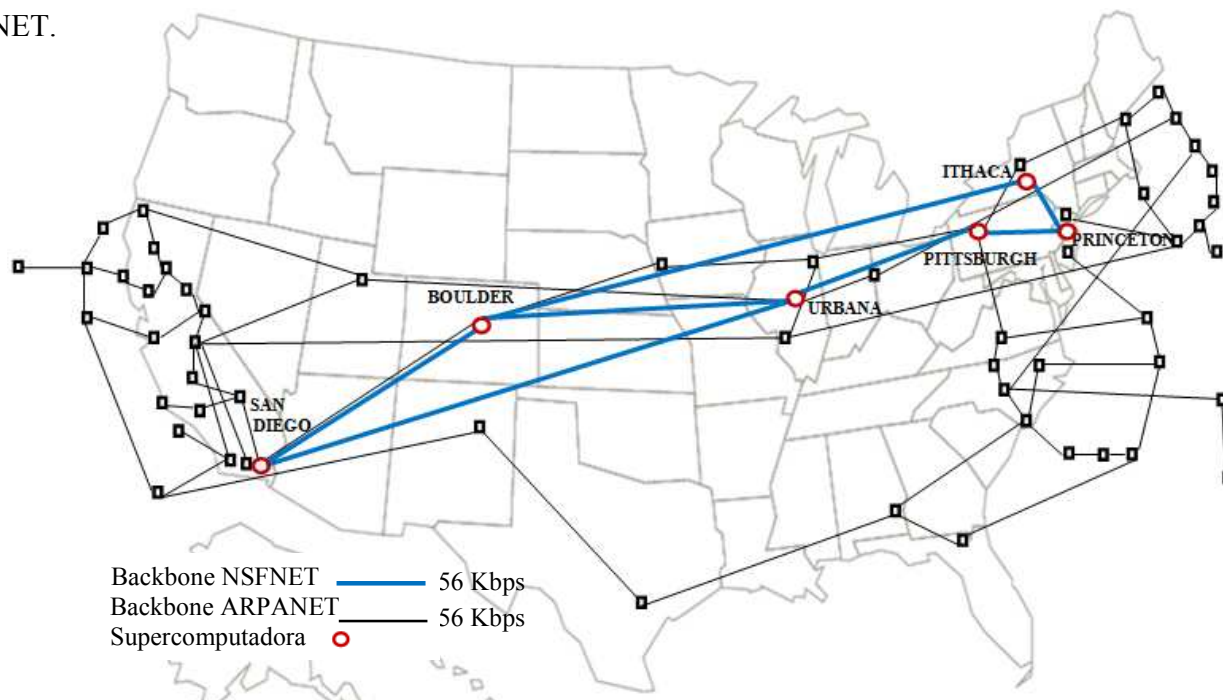 NET.
ITHACA
PRINCETON
PITTSBURGH
BOULDER
URBANA
SAN
DIEGO
Backbone NSFNET 56 Kbps
Backbone ARPANET 56 Kbps
Supercomputadora